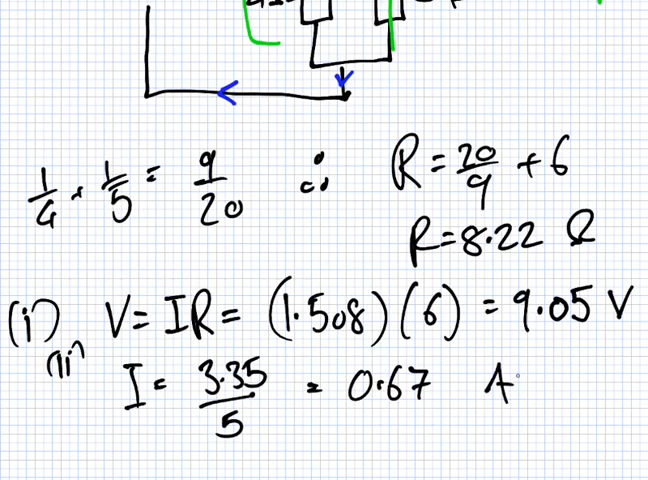 1/4 + 1/5 = 9/20 ∴ R = 20/9 + 6
R = 8.22 Ω
(i) V = IR = (1.508)(6) = 9.05 V
(ii) I = 3.35/5 = 0.67 A